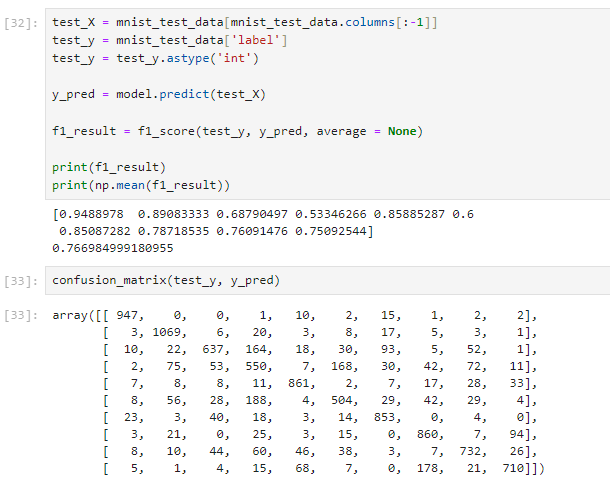 [32]: test_X = mnist_test_data[mnist_test_data.columns[:-1]]
test_y = mnist_test_data['label']
test_y = test_y.astype('int')
y_pred = model.predict(test_X)
f1_result = f1_score(test_y, y_pred, average = None)
print(f1_result)
print(np.mean(f1_result))
[0.9488978  0.89083333 0.68790497 0.53346266 0.85885287 0.6
 0.85087282 0.78718535 0.76091476 0.75092544]
0.766984999180955
[33]: confusion_matrix(test_y, y_pred)
[33]: array([[ 947,    0,    0,    1,   10,    2,   15,    1,    2,    2],
[   3, 1069,    6,   20,    3,    8,   17,    5,    3,    1],
[  10,   22,  637,  164,   18,   30,   93,    5,   52,    1],
[   2,   75,   53,  550,    7,  168,   30,   42,   72,   11],
[   7,    8,    8,   11,  861,    2,    7,   17,   28,   33],
[   8,   56,   28,  188,    4,  504,   29,   42,   29,    4],
[  23,    3,   40,   18,    3,   14,  853,    0,    4,    0],
[   3,   21,    0,   25,    3,   15,    0,  860,    7,   94],
[   8,   10,   44,   60,   46,   38,    3,    7,  732,   26],
[   5,    1,    4,   15,   68,    7,    0,  178,   21,  710]])